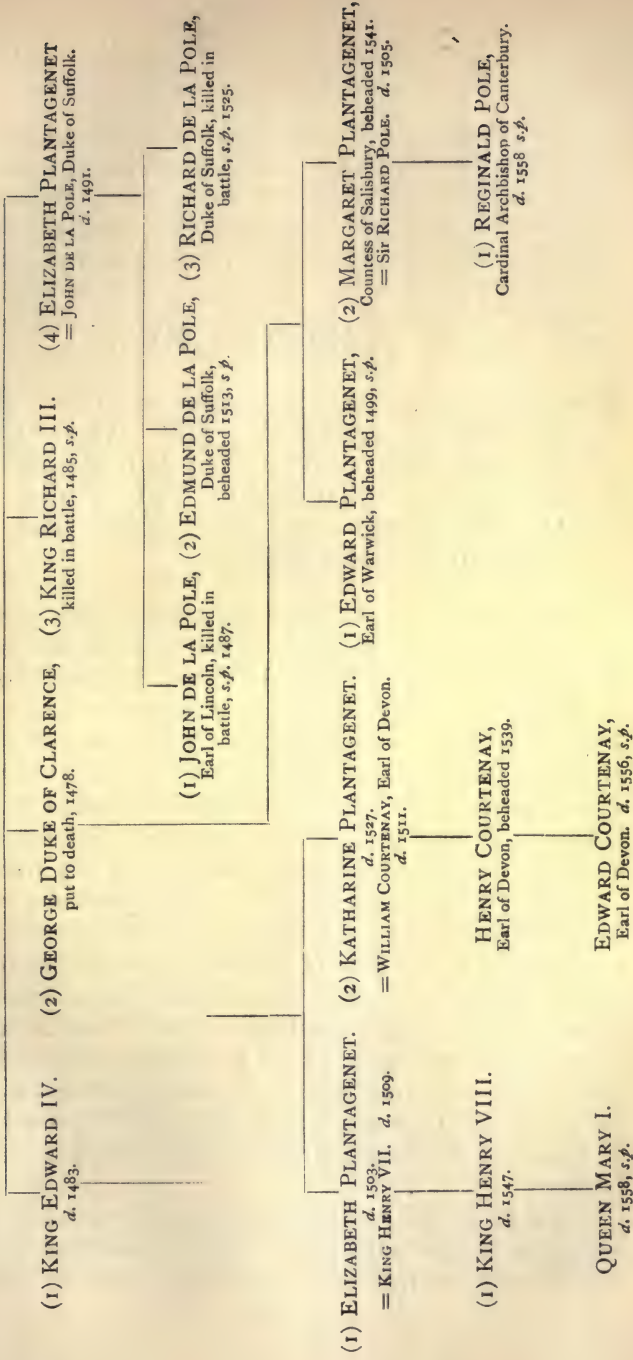 (1) KING EDWARD IV.
d. 1483.
(2) GEORGE DUKE OF CLARENCE,
put to death, 1478.
(3) KING RICHARD III.
killed in battle, 1485, s.p.
(4) ELIZABETH PLANTAGENET
= JOHN DE LA POLE, Duke of Suffolk.
d. 1491.
(1) JOHN DE LA POLE,
Earl of Lincoln, killed in
battle, s.p. 1487.
(2) EDMUND DE LA POLE,
Duke of Suffolk,
beheaded 1513, s p.
(3) RICHARD DE LA POLE,
Duke of Suffolk, killed in
battle, s.p. 1525.
(1) ELIZABETH PLANTAGENET.
d. 1503.
= KING HENRY VII. d. 1509.
(2) KATHARINE PLANTAGENET.
d. 1527.
= WILLIAM COURTENAY, Earl of Devon.
d. 1511.
(1) EDWARD PLANTAGENET,
Earl of Warwick, beheaded 1499, s.p.
(2) MARGARET PLANTAGENET,
Countess of Salisbury, beheaded 1541.
= Sir RICHARD POLE. d. 1505.
(1) KING HENRY VIII.
d. 1547.
HENRY COURTENAY,
Earl of Devon, beheaded 1539.
(1) REGINALD POLE,
Cardinal Archbishop of Canterbury.
d. 1558 s.p.
QUEEN MARY I.
d. 1558, s.p.
EDWARD COURTENAY,
Earl of Devon. d. 1556, s.p.